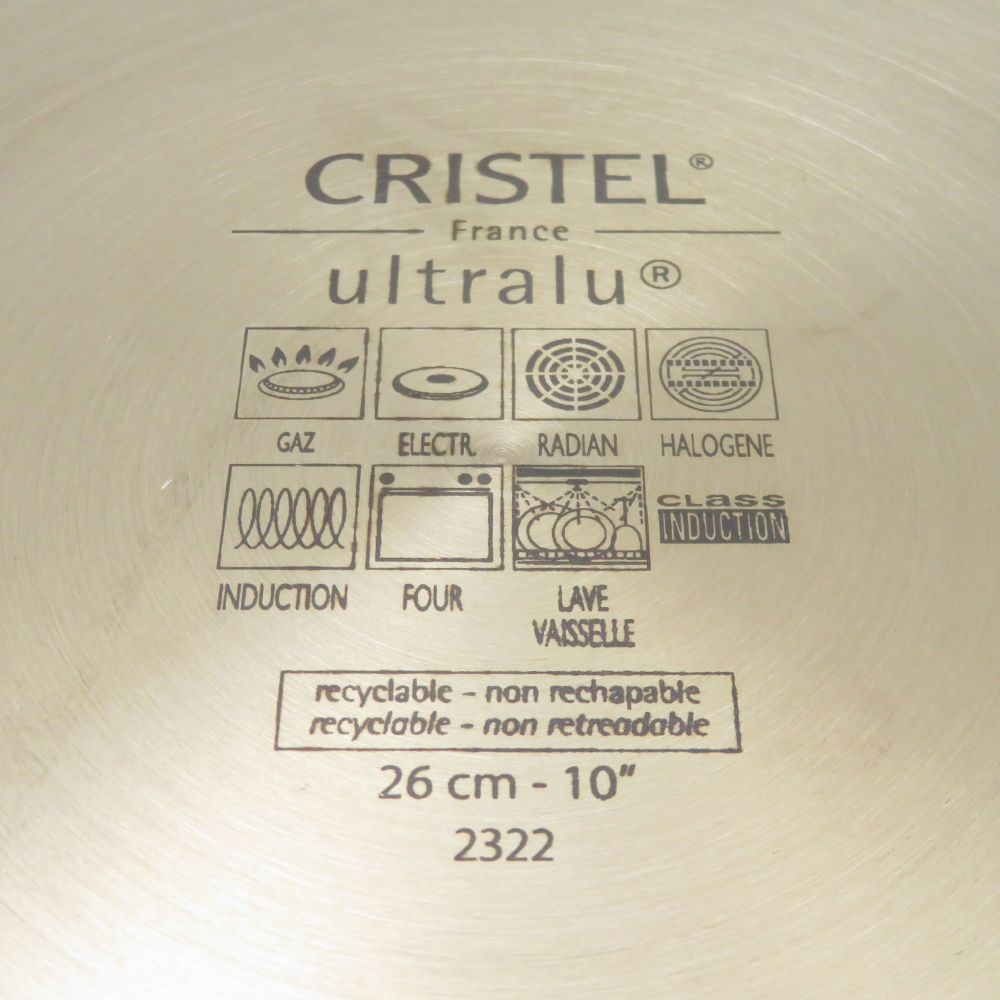 CRISTEL®
France
ultralu®
GAZ ELECTR. RADIAN HALOGENE
CLASS
INDUCTION
INDUCTION FOUR LAVE
VAISSELLE
recyclable - non rechapable
recyclable - non retreadable
26 cm - 10"
2322